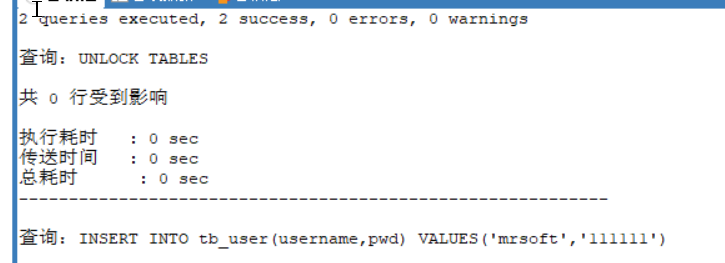 2 queries executed, 2 success, 0 errors, 0 warnings
查询: UNLOCK TABLES
共 0 行受到影响
执行耗时 : 0 sec
传送时间 : 0 sec
总耗时 : 0 sec
-----------------------------------------------------------
查询: INSERT INTO tb_user(username,pwd) VALUES('mrsoft','111111')